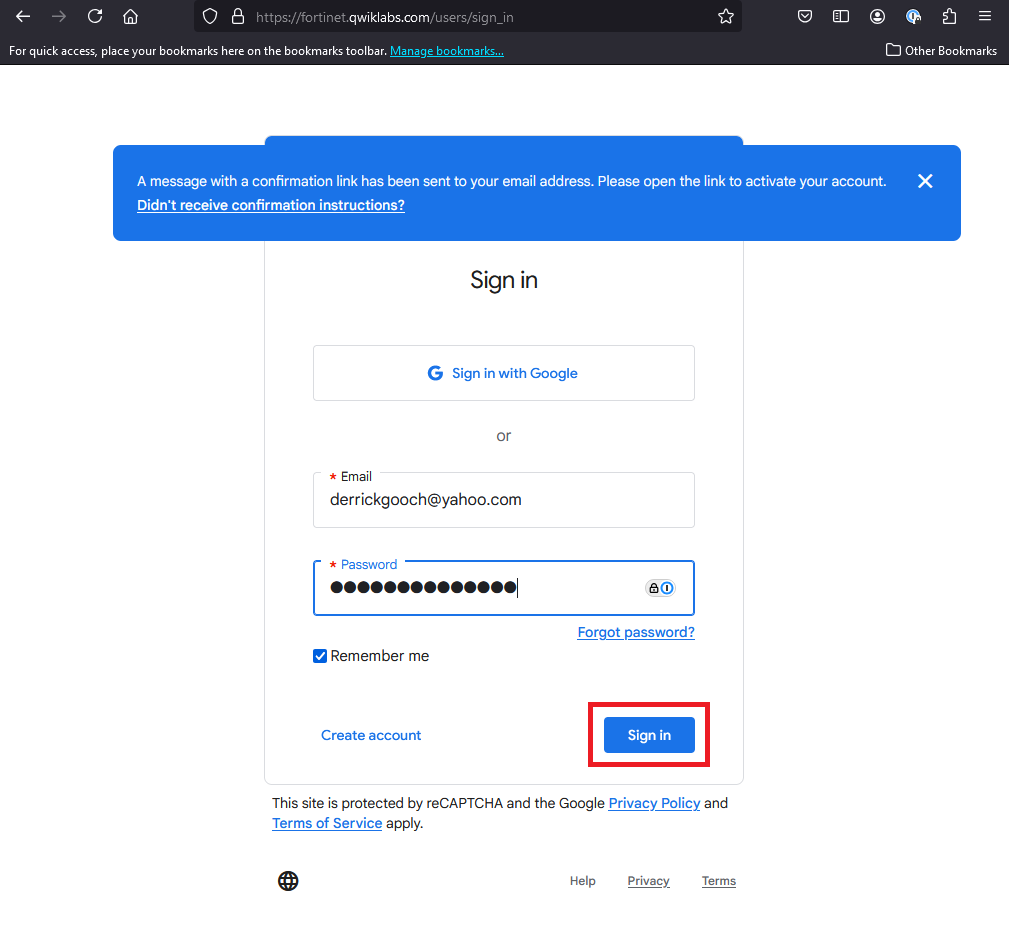 https://fortinet.qwiklabs.com/users/sign_in
For quick access, place your bookmarks here on the bookmarks toolbar. Manage bookmarks...
Other Bookmarks
A message with a confirmation link has been sent to your email address. Please open the link to activate your account.
Didn't receive confirmation instructions?
Sign in
G Sign in with Google
or
* Email
derrickgooch@yahoo.com
* Password
●●●●●●●●●●●●●●
Forgot password?
Remember me
Create account
Sign in
This site is protected by reCAPTCHA and the Google Privacy Policy and
Terms of Service apply.
Help Privacy Terms